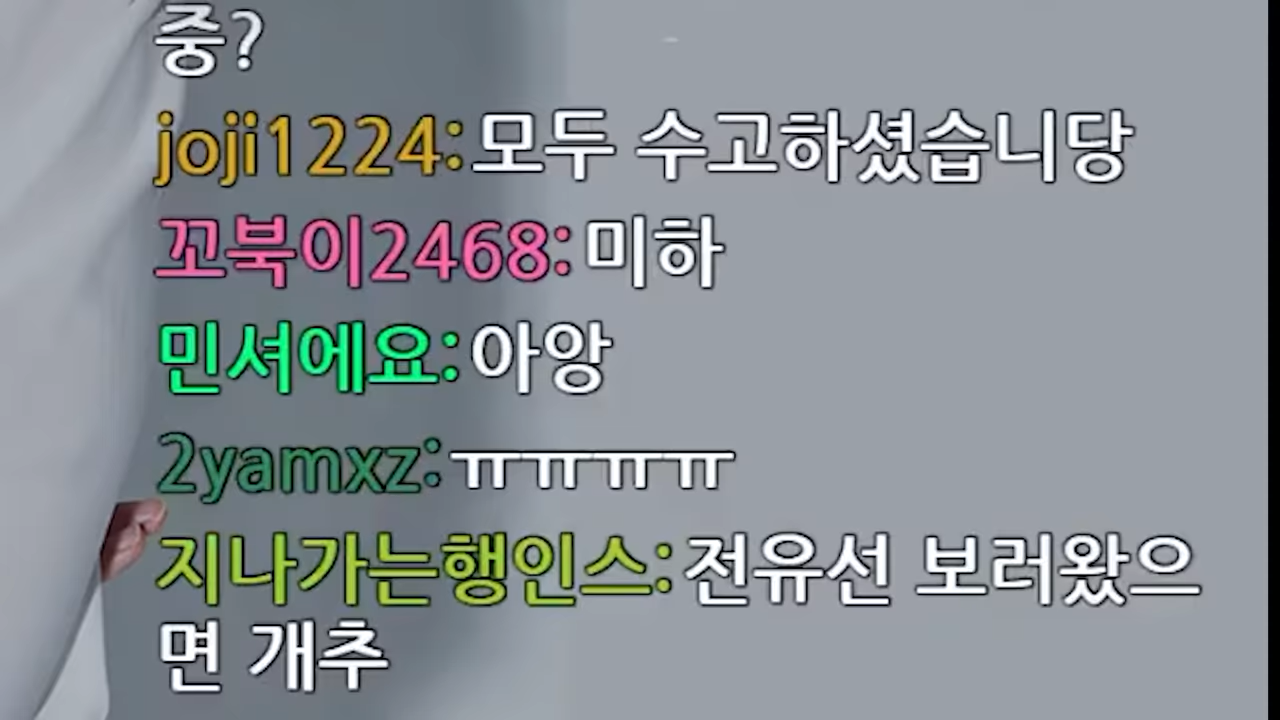 중?
joji1224: 모두 수고하셨습니당
꼬북이2468: 미하
민셔에요: 아앙
2yamxz: ㅠㅠㅠㅠ
지나가는행인스: 전유선 보러왔으
면 개추